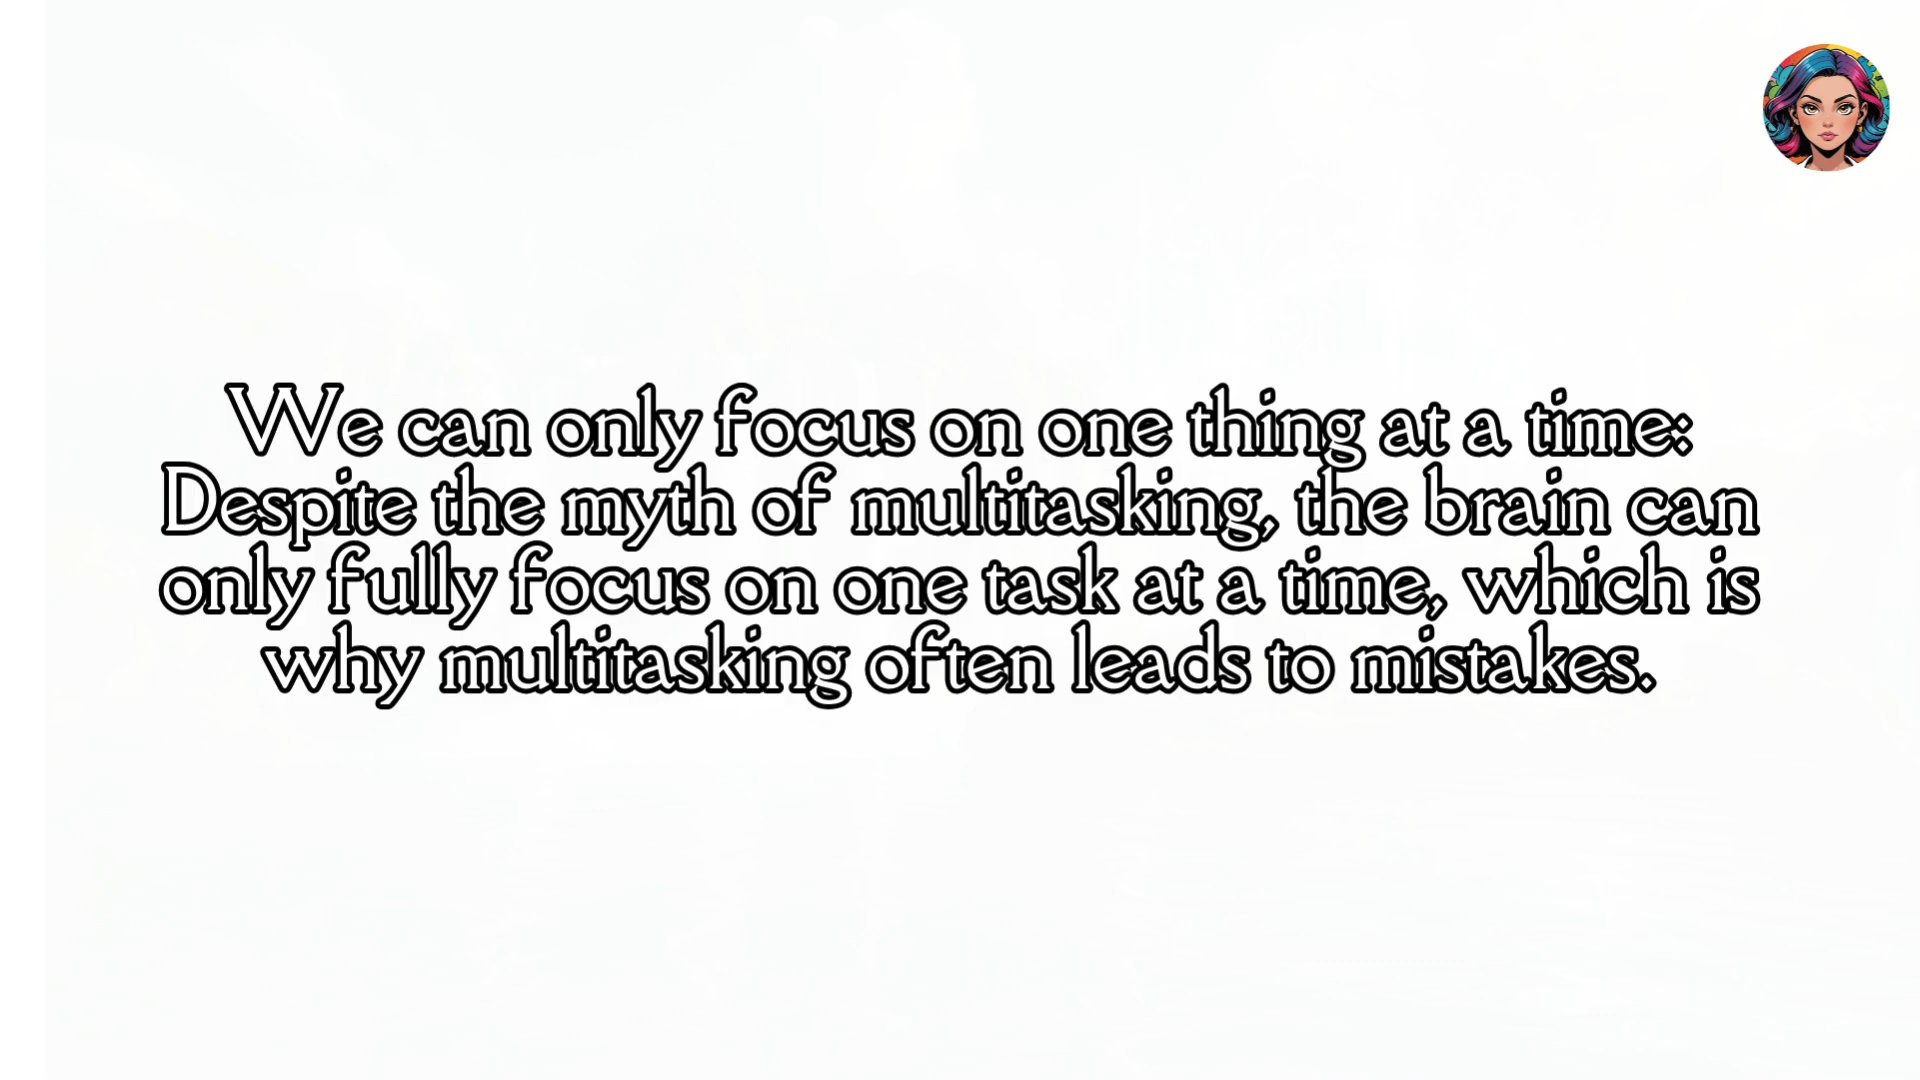 We can only focus on one thing at a time:
Despite the myth of multitasking, the brain can
only fully focus on one task at a time, which is
why multitasking often leads to mistakes.